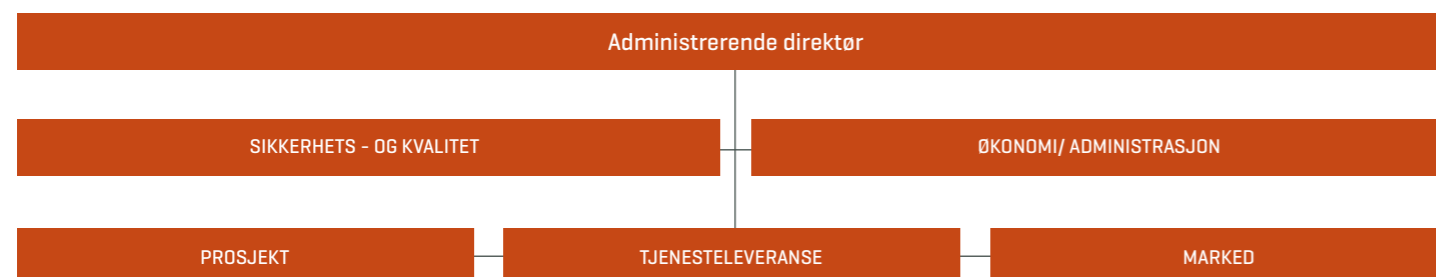 Administrerende direktør
SIKKERHETS - OG KVALITET
ØKONOMI/ ADMINISTRASJON
PROSJEKT
TJENESTELEVERANSE
MARKED